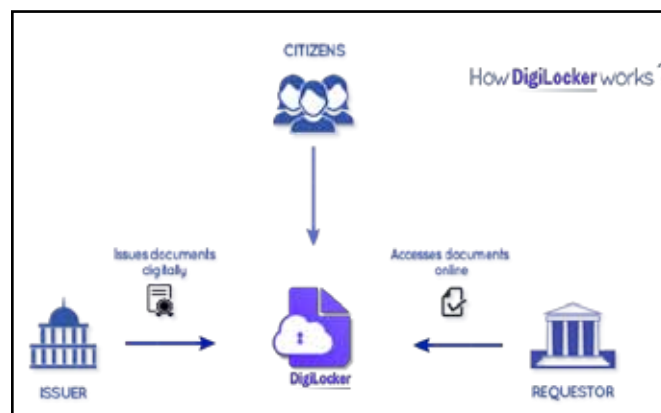 CITIZENS
How DigiLocker works
Issues documents
digitally
Accesses documents
online
DigiLocker
ISSUER
REQUESTOR